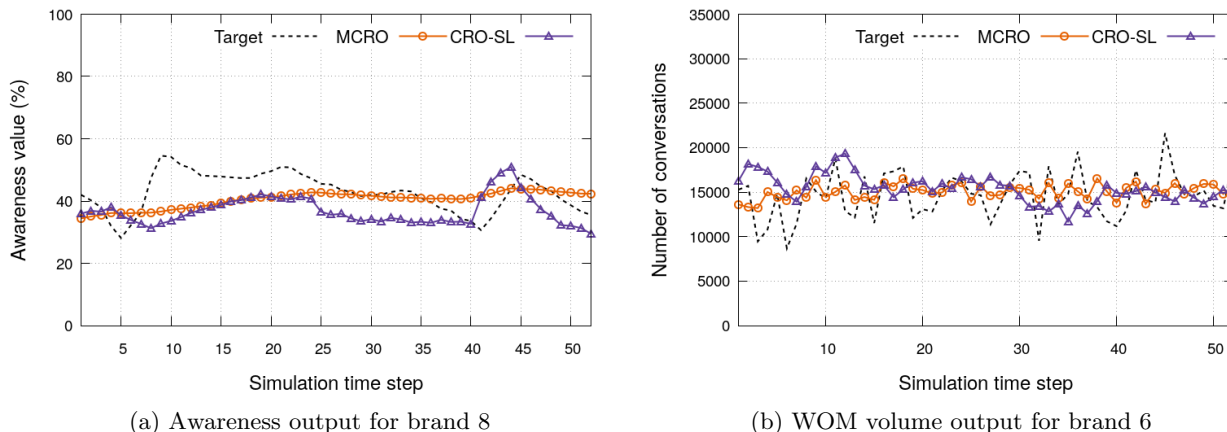 100
80
60
40
20
0
Awareness value (%)
Target MCRO CRO-SL
5 10 15 20 25 30 35 40 45 50
Simulation time step
(a) Awareness output for brand 8
35000
30000
25000
20000
15000
10000
5000
0
Number of conversations
Target MCRO CRO-SL
10 20 30 40 50
Simulation time step
(b) WOM volume output for brand 6